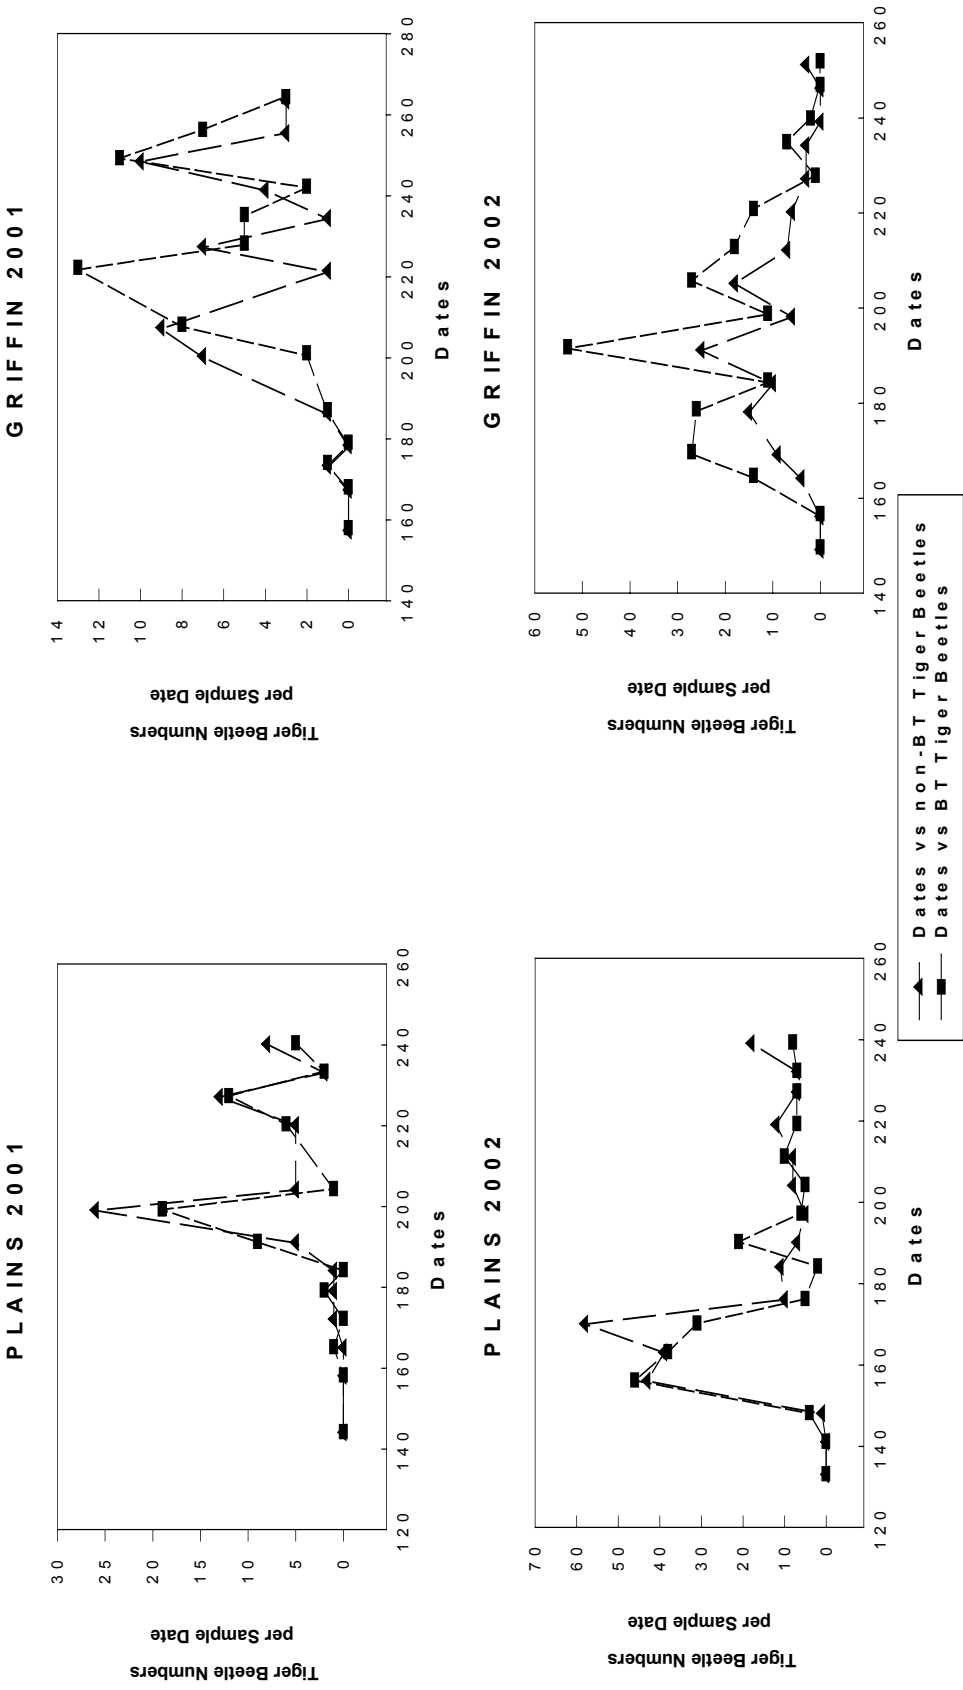 PLAINS 2001
Tiger Beetle Numbers
per Sample Date
30
25
20
15
10
5
0
120 140 160 180 200 220 240 260
Dates
GRIFFIN 2001
Tiger Beetle Numbers
per Sample Date
14
12
10
8
6
4
2
0
140 160 180 200 220 240 260 280
Dates
PLAINS 2002
Tiger Beetle Numbers
per Sample Date
70
60
50
40
30
20
10
0
120 140 160 180 200 220 240 260
Dates
GRIFFIN 2002
Tiger Beetle Numbers
per Sample Date
60
50
40
30
20
10
0
140 160 180 200 220 240 260
Dates
Dates vs non-BT Tiger Beetles
Dates vs BT Tiger Beetles